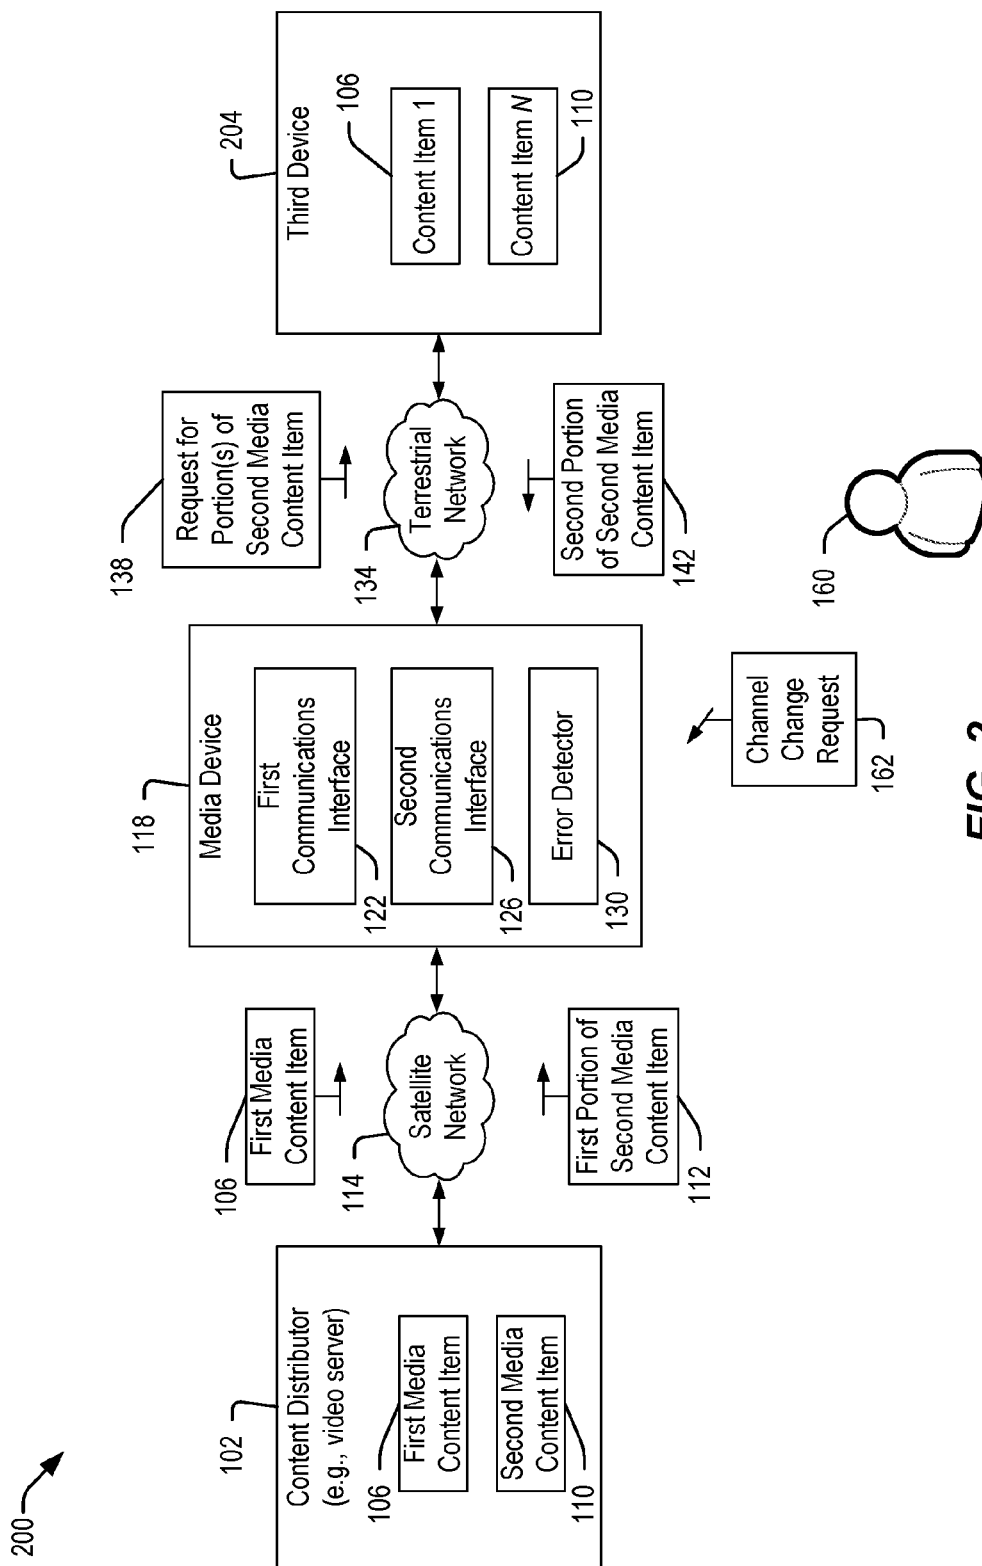 200
102
Content Distributor
(e.g., video server)
106
First Media
Content Item
Second Media
Content Item
110
106
First Media
Content Item
114
Satellite
Network
First Portion of
Second Media
Content Item
112
118
Media Device
First
Communications
Interface
122
Second
Communications
Interface
126
Error Detector
130
138
Request for
Portion(s) of
Second Media
Content Item
134
Terrestrial
Network
Second Portion
of Second Media
Content Item
142
204
Third Device
106
Content Item 1
Content Item N
110
Channel
Change
Request
162
160
FIG. 2